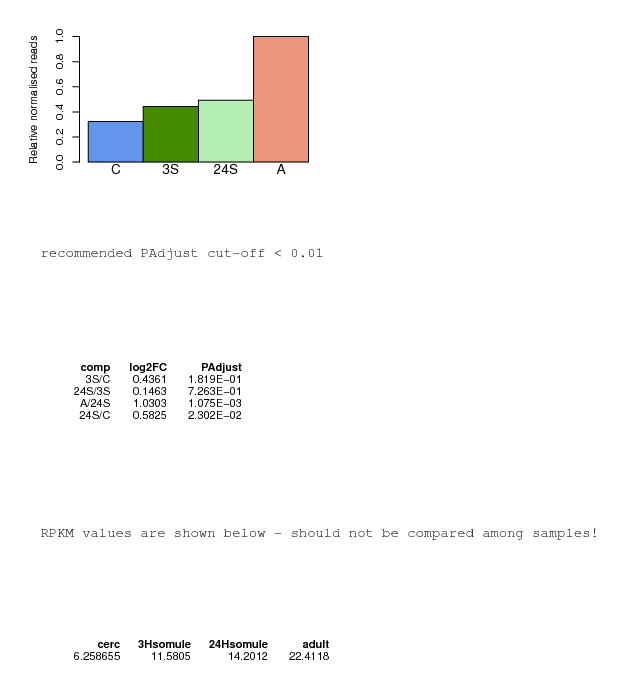 Relative normalised reads
1.0
0.8
0.6
0.4
0.2
0.0
C 3S 24S A
recommended PAdjust cut-off < 0.01
comp log2FC PAdjust
3S/C 0.4361 1.819E-01
24S/3S 0.1463 7.263E-01
A/24S 1.0303 1.075E-03
24S/C 0.5825 2.302E-02
RPKM values are shown below - should not be compared among samples!
cerc 3Hsomule 24Hsomule adult
6.258655 11.5805 14.2012 22.4118